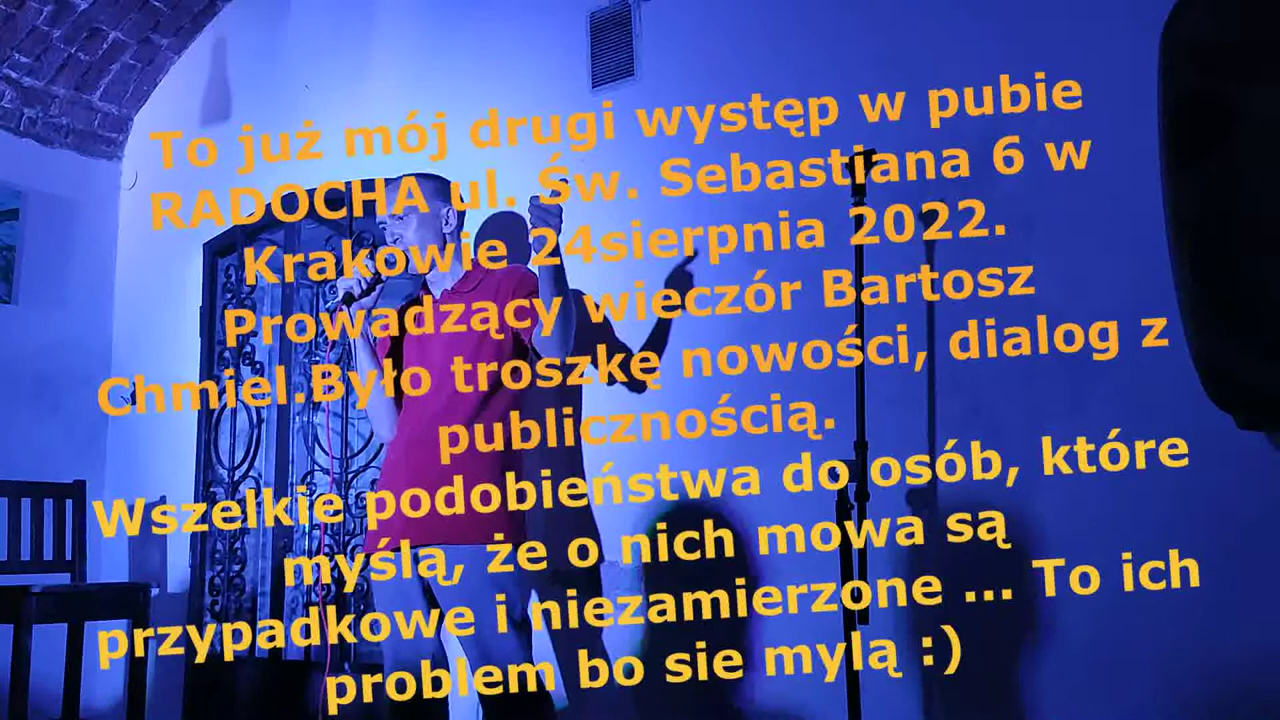 To już mój drugi występ w pubie
RADOCHA ul. Św. Sebastiana 6 w
Krakowie 24sierpnia 2022.
Prowadzący wieczór Bartosz
Chmiel.Było troszkę nowości, dialog z
publicznością.
Wszelkie podobieństwa do osób, które
myślą, że o nich mowa są
przypadkowe i niezamierzone ... To ich
problem bo sie mylą :)